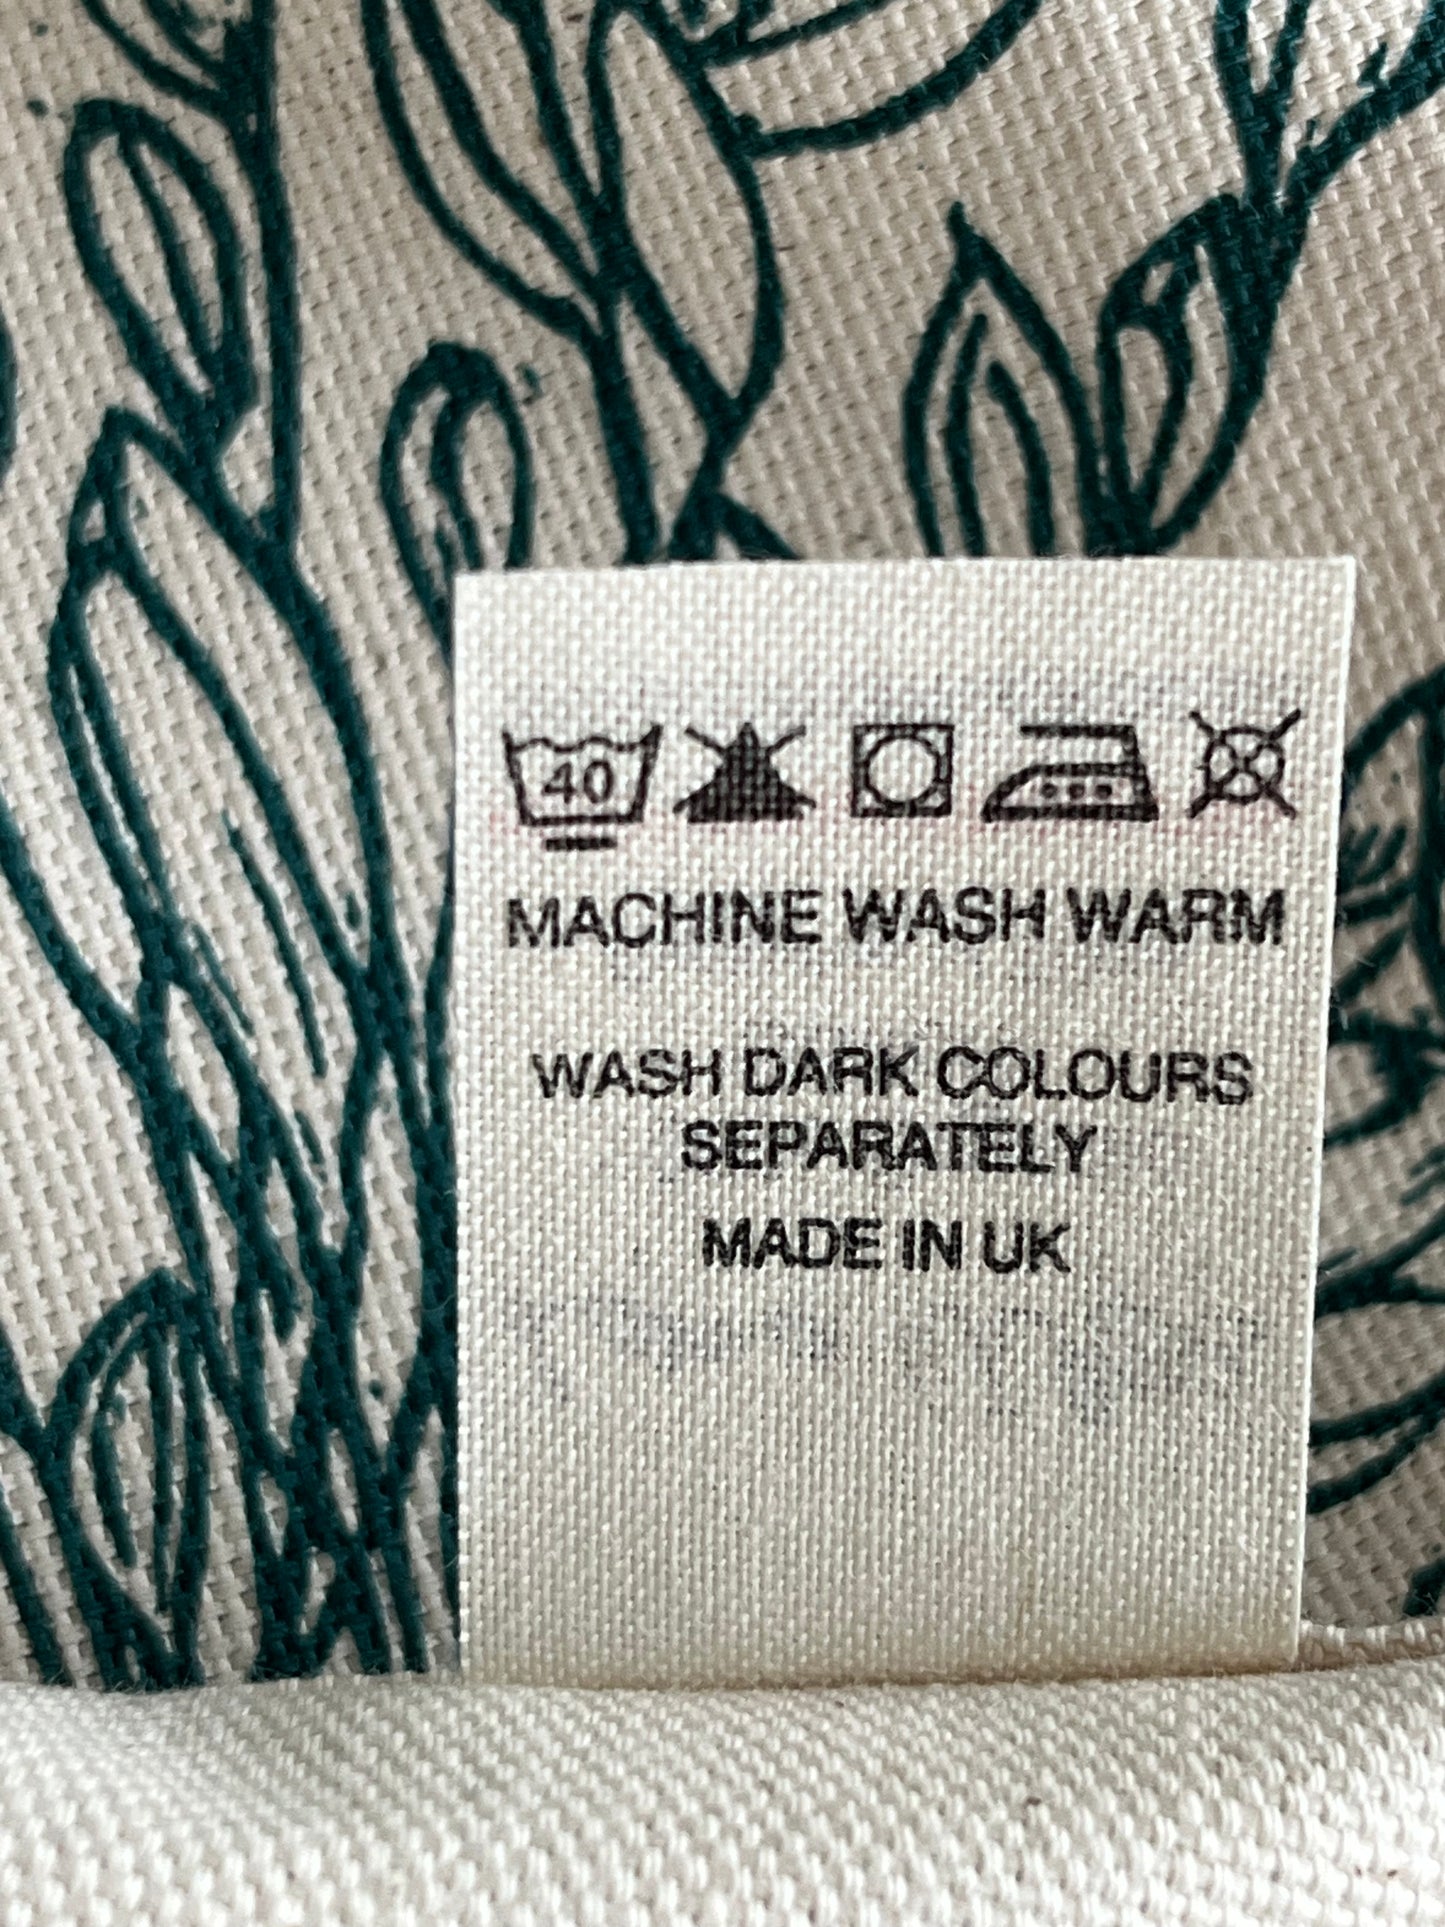 40
MACHINE WASH WARM
WASH DARK COLOURS
SEPARATELY
MADE IN UK